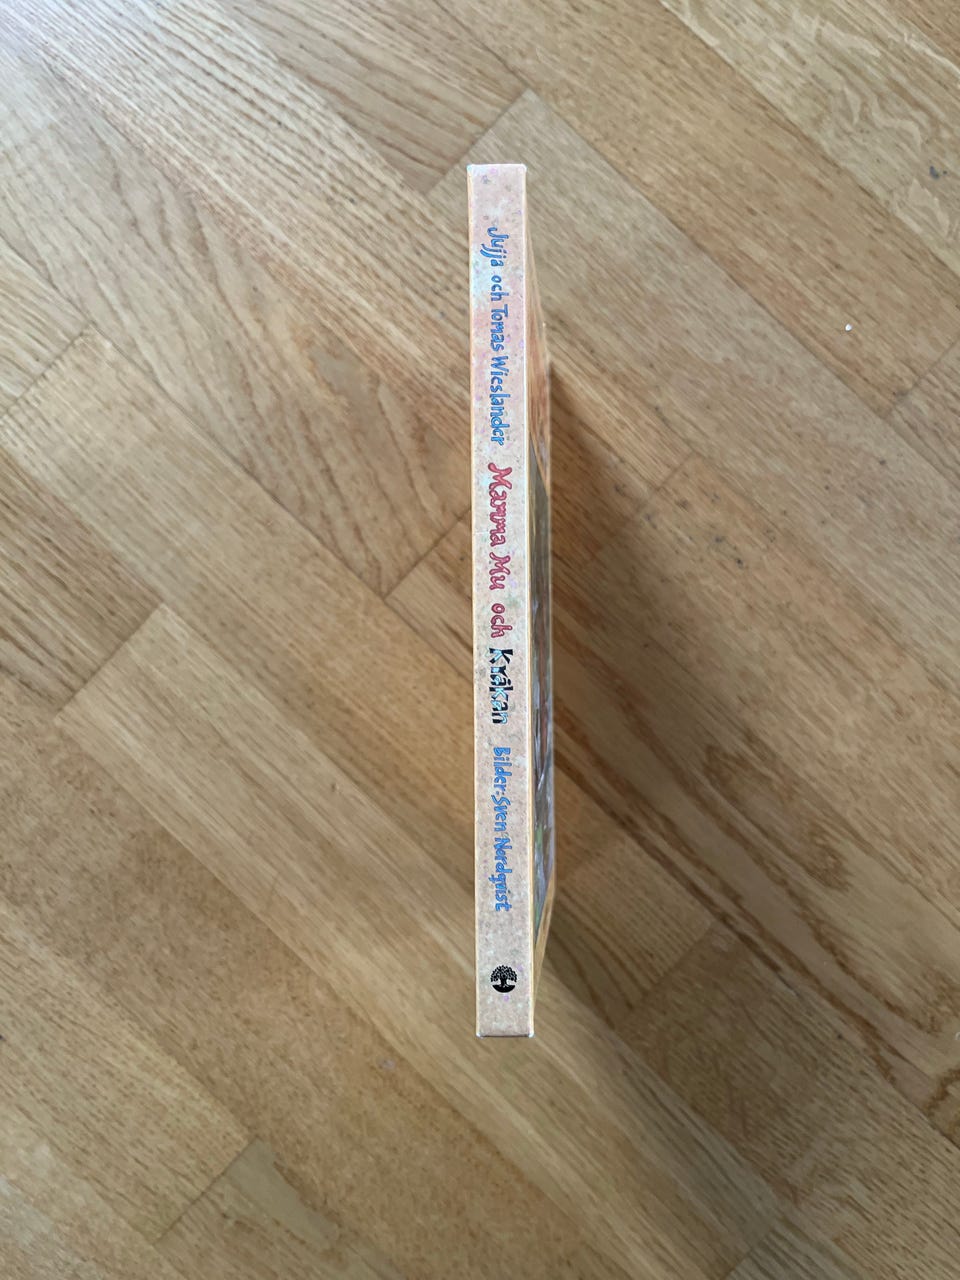 Jujja och Tomas Wieslander Mamma Mu och Kråkan Bilder: Sven Nordqvist